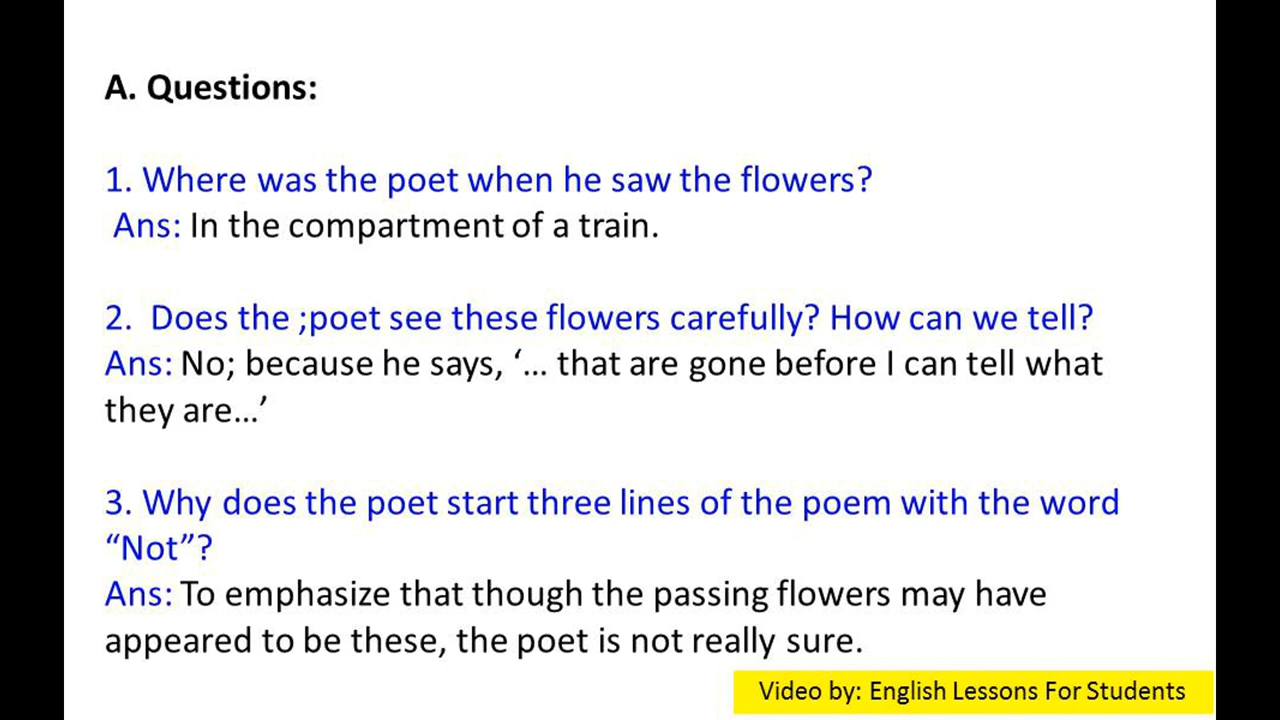 A. Questions:
1. Where was the poet when he saw the flowers?
Ans: In the compartment of a train.
2. Does the ;poet see these flowers carefully? How can we tell?
Ans: No; because he says, ‘… that are gone before I can tell what
they are…’
3. Why does the poet start three lines of the poem with the word
“Not”?
Ans: To emphasize that though the passing flowers may have
appeared to be these, the poet is not really sure.
Video by: English Lessons For Students